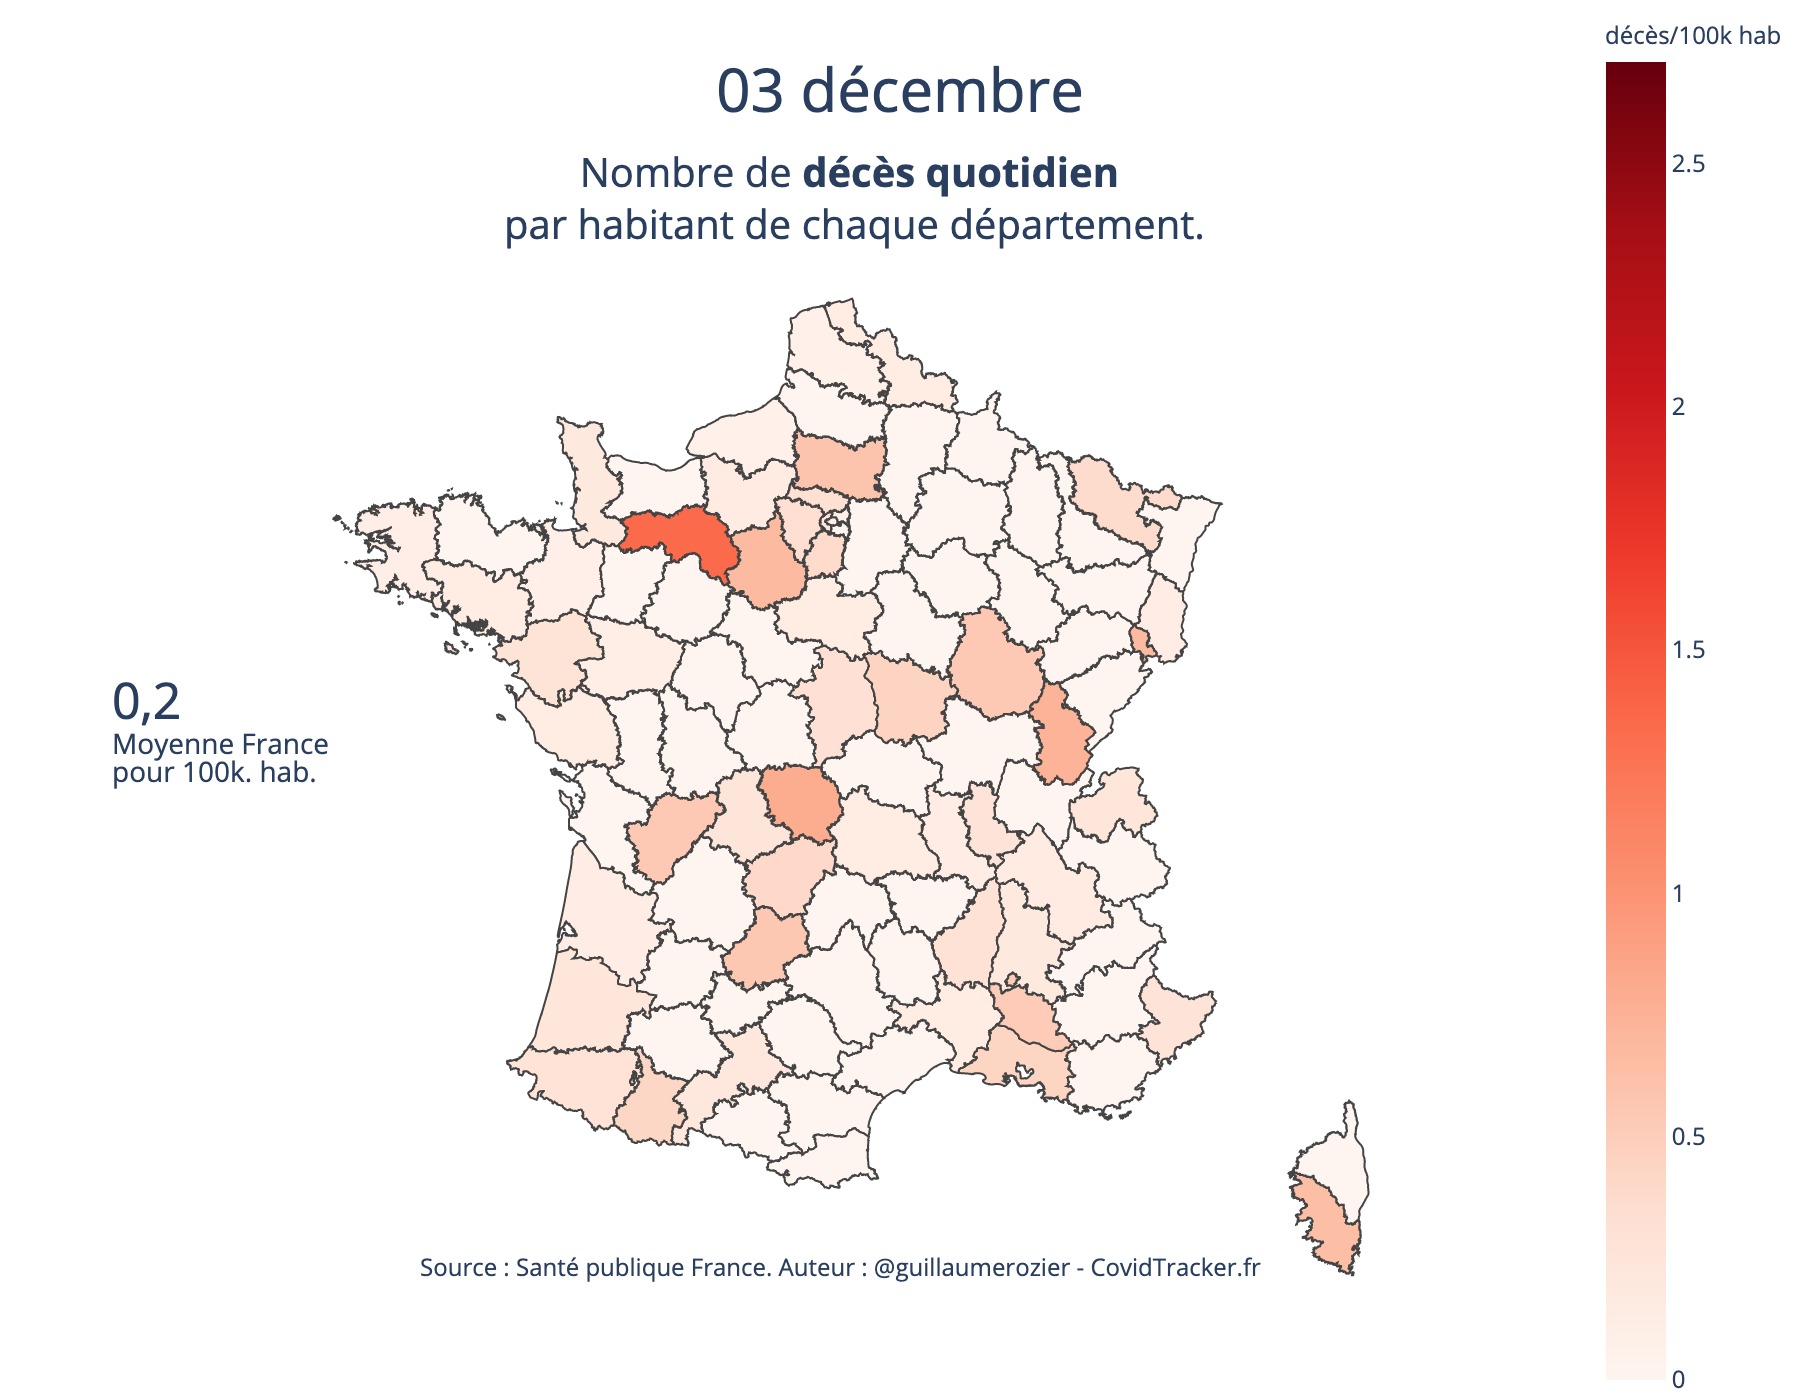 décès/100k hab
03 décembre
Nombre de décès quotidien
par habitant de chaque département.
2.5
2
1.5
1
0.5
0
0,2
Moyenne France
pour 100k. hab.
Source : Santé publique France. Auteur : @guillaumerozier - CovidTracker.fr